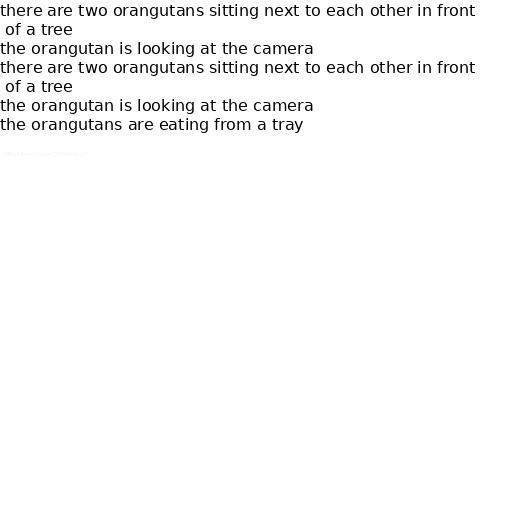 there are two orangutans sitting next to each other in front
of a tree
the orangutan is looking at the camera
there are two orangutans sitting next to each other in front
of a tree
the orangutan is looking at the camera
the orangutans are eating from a tray